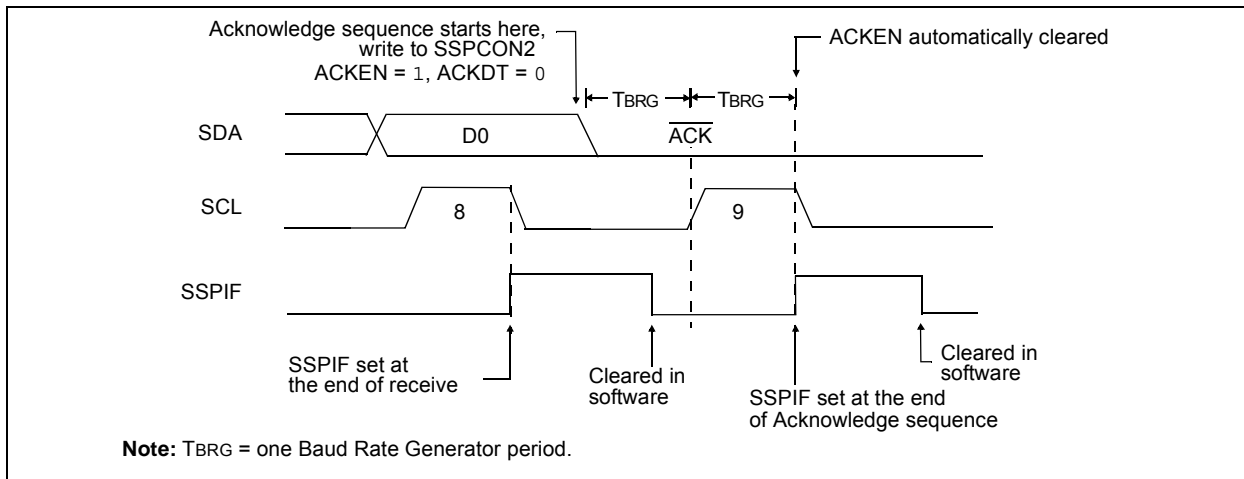 Acknowledge sequence starts here,
write to SSPCON2
ACKEN = 1, ACKDT = 0
ACKEN automatically cleared
TBRG
TBRG
SDA
D0
ACK
SCL
8
9
SSPIF
SSPIF set at
the end of receive
Cleared in
software
SSPIF set at the end
of Acknowledge sequence
Cleared in
software
Note: TBRG = one Baud Rate Generator period.